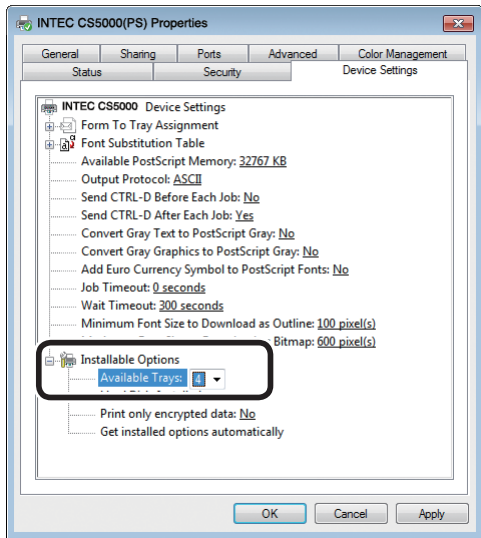 INTEC CS5000(PS) Properties
General Sharing Ports Advanced Color Management
Status Security Device Settings
INTEC CS5000 Device Settings
Form To Tray Assignment
Font Substitution Table
Available PostScript Memory: 32767 KB
Output Protocol: ASCII
Send CTRL-D Before Each Job: No
Send CTRL-D After Each Job: Yes
Convert Gray Text to PostScript Gray: No
Convert Gray Graphics to PostScript Gray: No
Add Euro Currency Symbol to PostScript Fonts: No
Job Timeout: 0 seconds
Wait Timeout: 300 seconds
Minimum Font Size to Download as Outline: 100 pixel(s)
Bitmap: 600 pixel(s)
Installable Options
Available Trays: 4
Print only encrypted data: No
Get installed options automatically
OK Cancel Apply